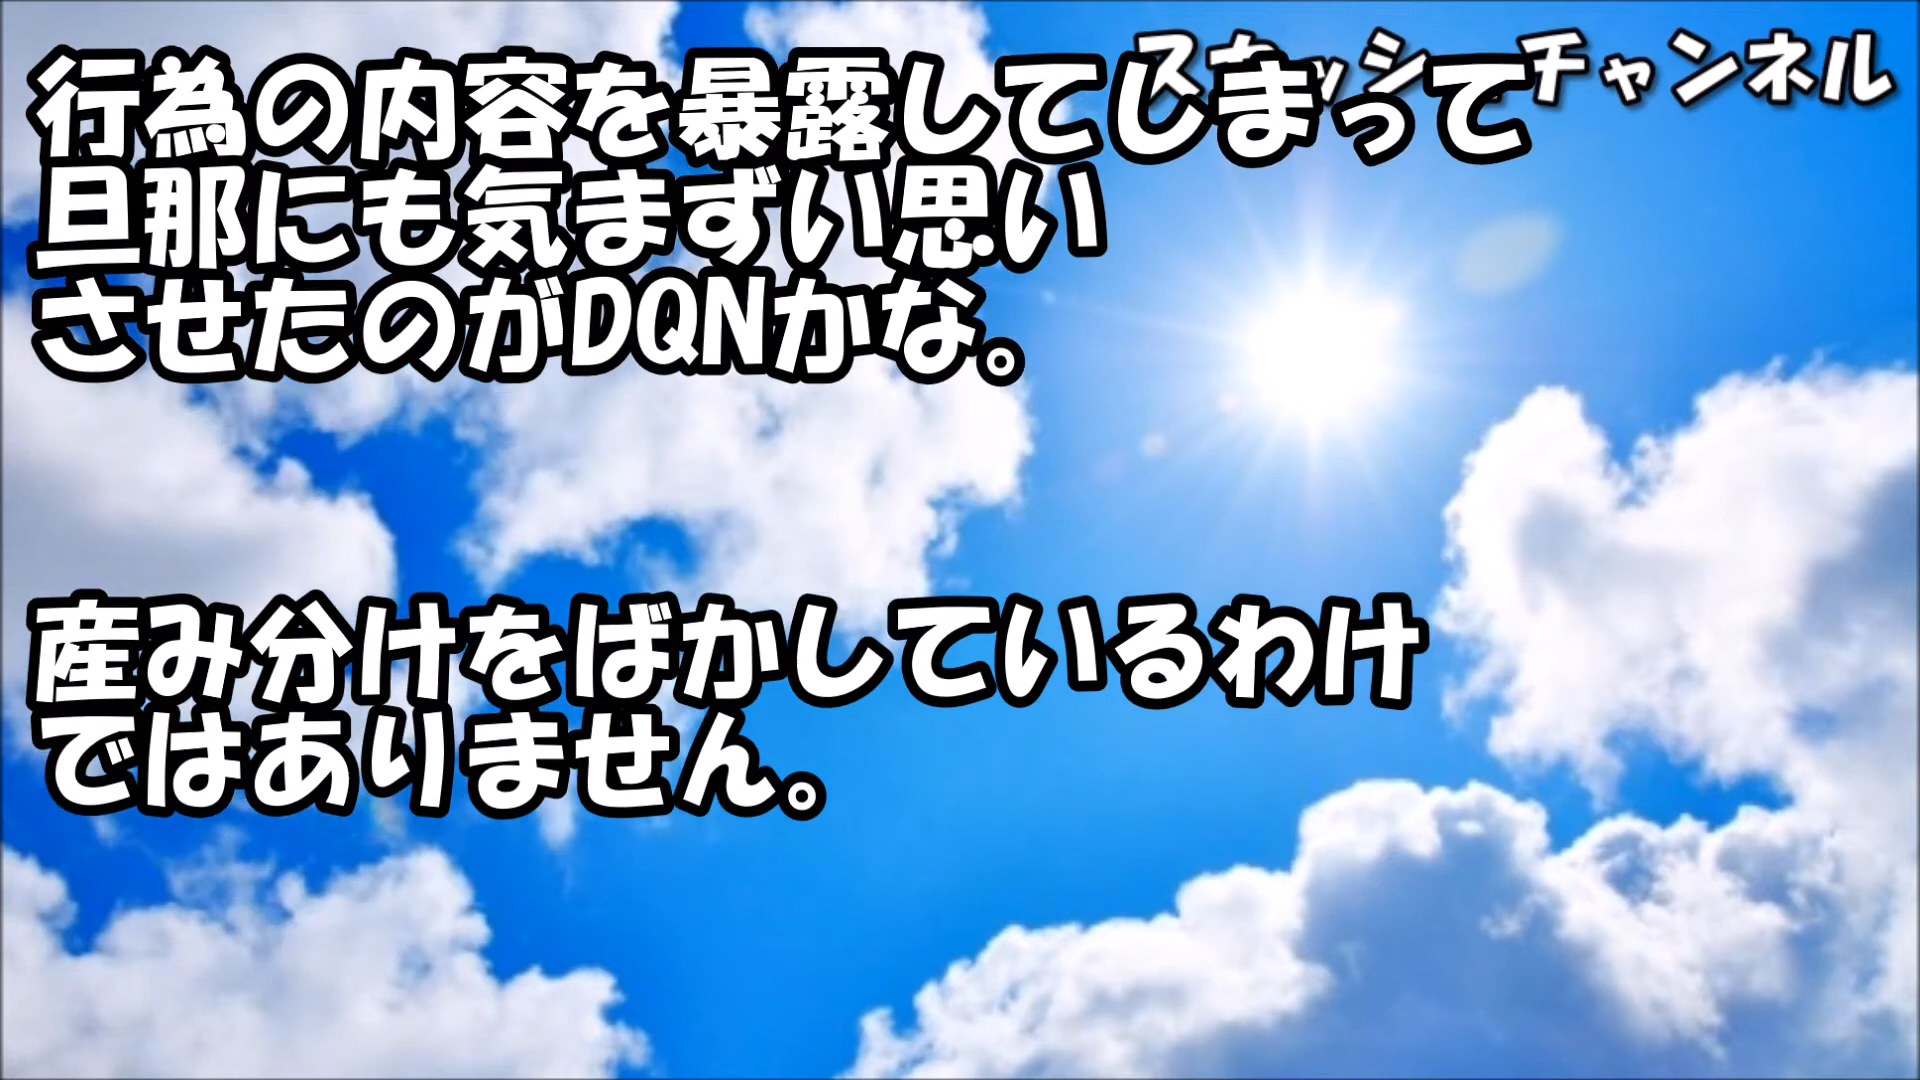 行為の内容を暴露してしまって
旦那にも気まずい思い
させたのがDQNかな。
産み分けをばかしているわけ
ではありません。
チャンネル